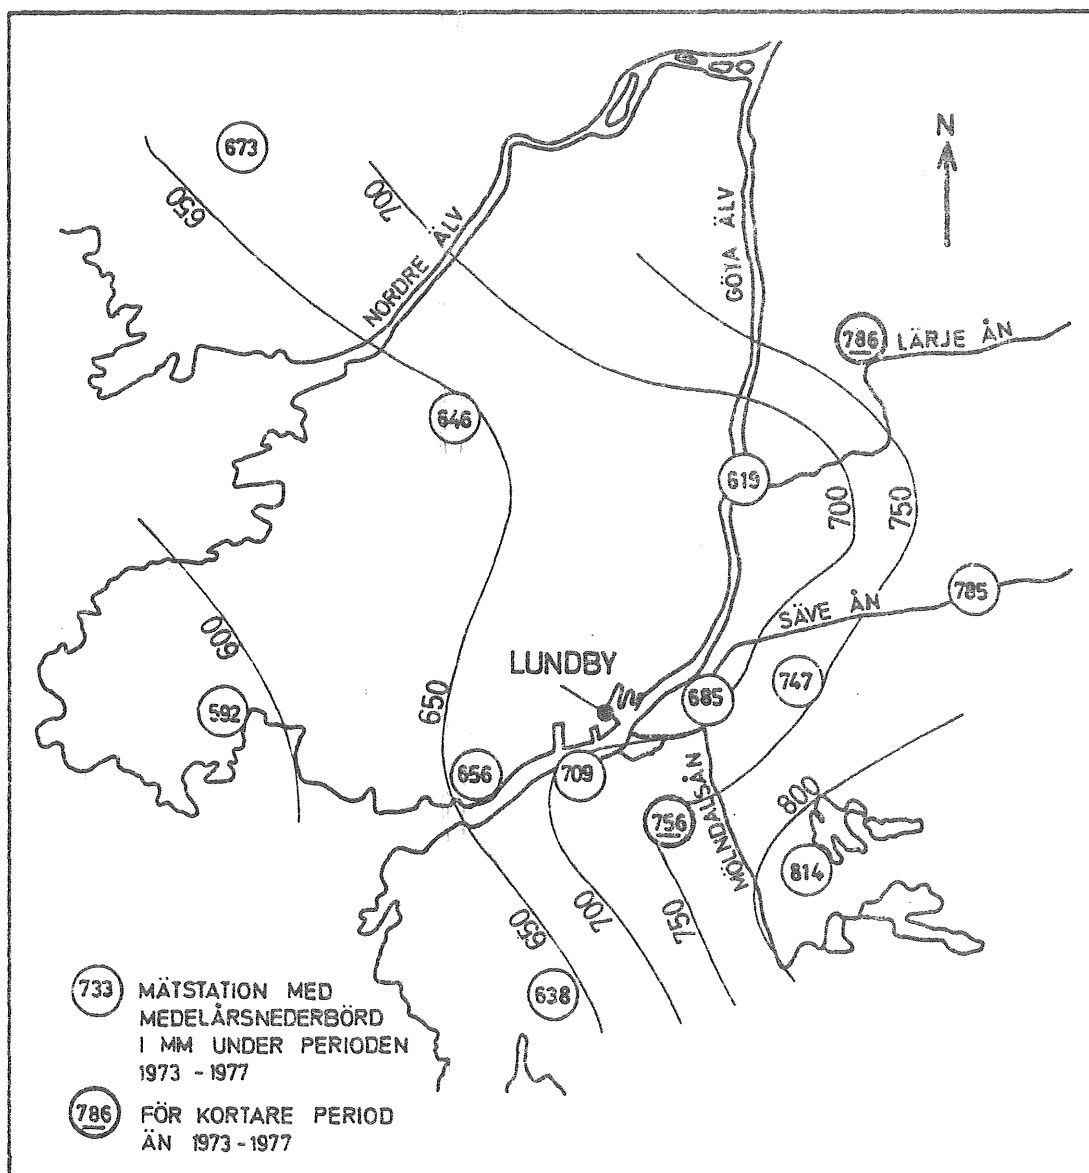 673
N
650
700
NORDRE ÄLV
GÖTA ÄLV
786
LÄRJE ÅN
646
619
700
750
785
SÄVE ÅN
600
LUNDBY
747
650
685
592
656
709
756
MÖLNDALSÅN
800
814
650
700
750
638
733 MÄTSTATION MED
MEDELÅRSNEDERBÖRD
I MM UNDER PERIODEN
1973 - 1977
786 FÖR KORTARE PERIOD
ÄN 1973-1977